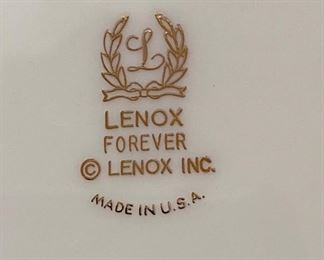 L
LENOX
FOREVER
© LENOX INC.
MADE IN U.S.A.